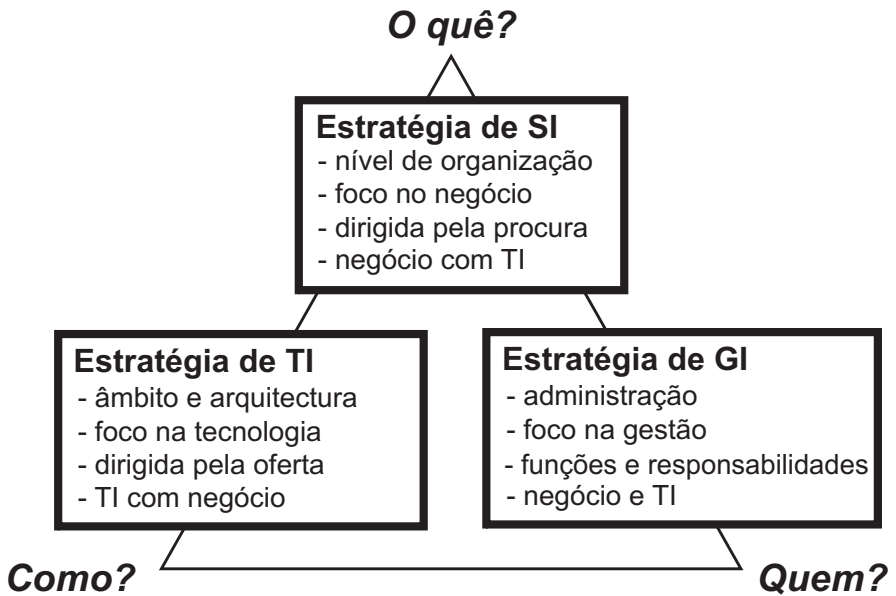 O quê?
Estratégia de SI
- nível de organização
- foco no negócio
- dirigida pela procura
- negócio com TI
Estratégia de TI
- âmbito e arquitectura
- foco na tecnologia
- dirigida pela oferta
- TI com negócio
Estratégia de GI
- administração
- foco na gestão
- funções e responsabilidades
- negócio e TI
Como?
Quem?